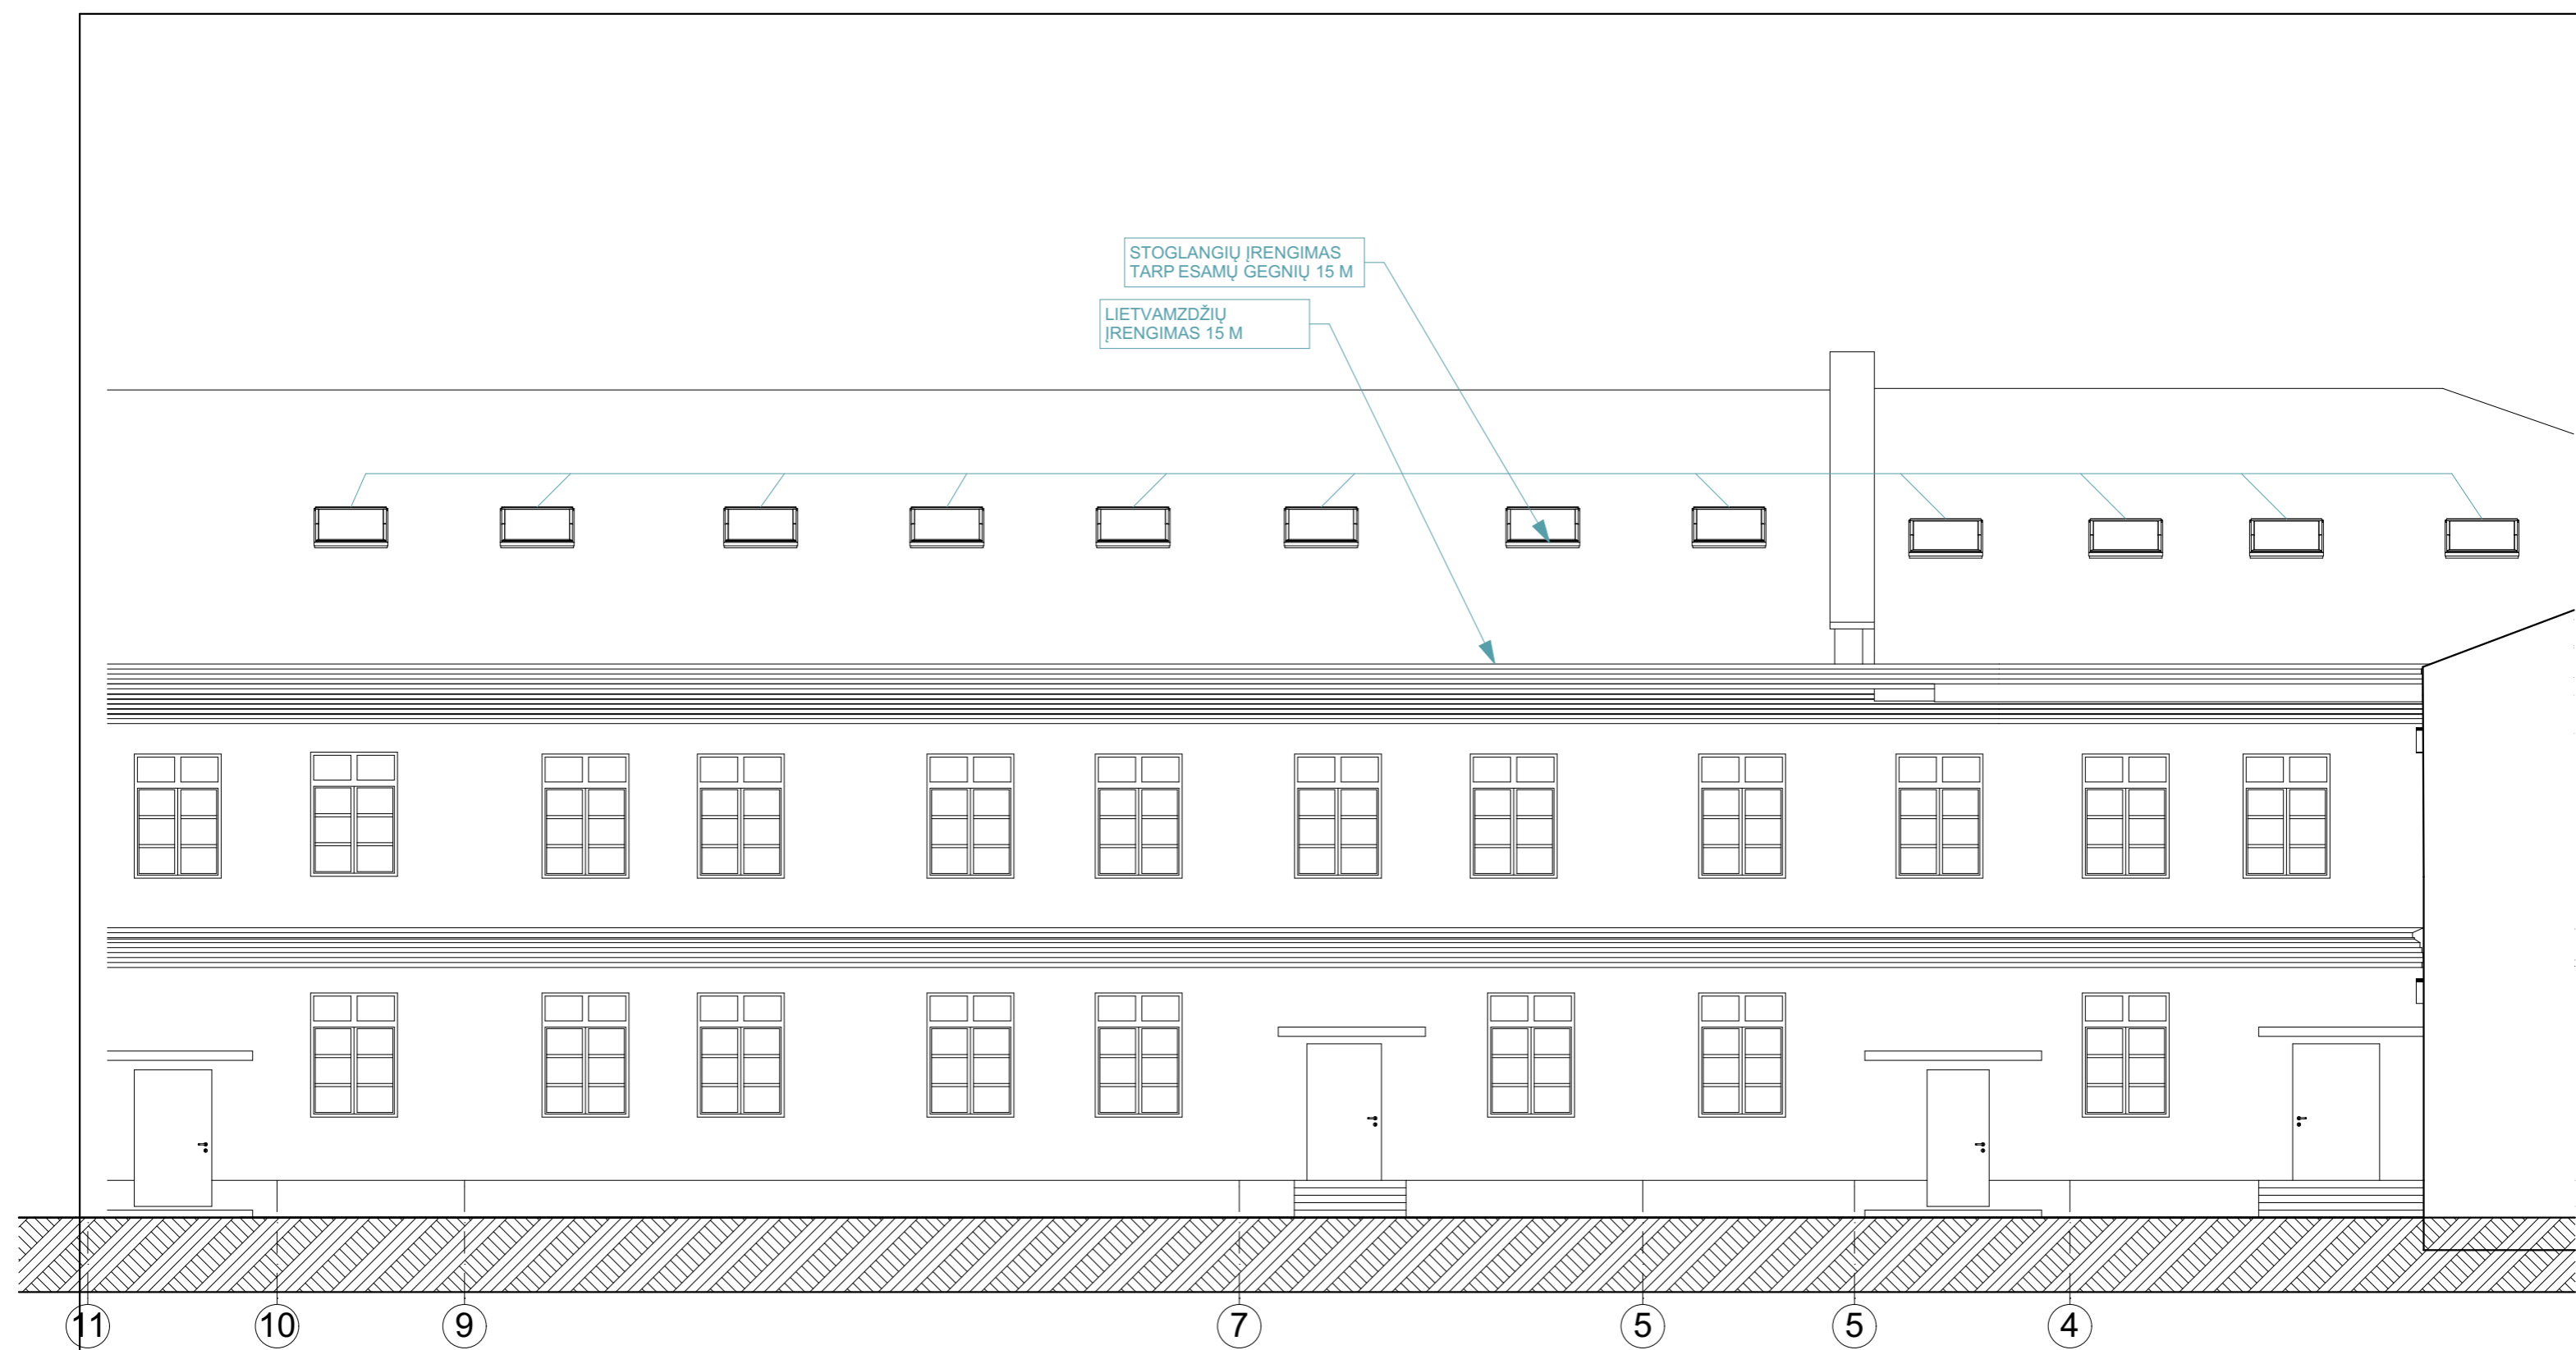 STOGLANGIŲ ĮRENGIMAS
TARP ESAMŲ GEGNIŲ 15 M
LIETVAMZDŽIŲ
ĮRENGIMAS 15 M
11 10 9 7 5 5 4